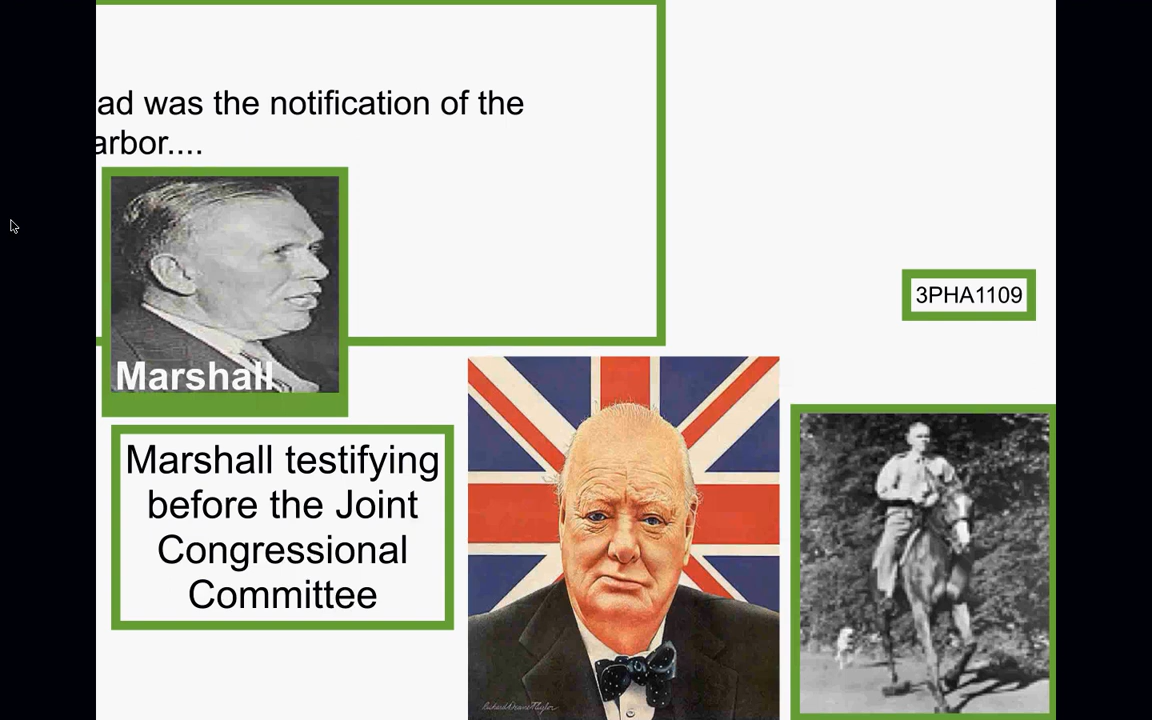 ad was the notification of the
arbor....
3PHA1109
Marshall
Marshall testifying
before the Joint
Congressional
Committee